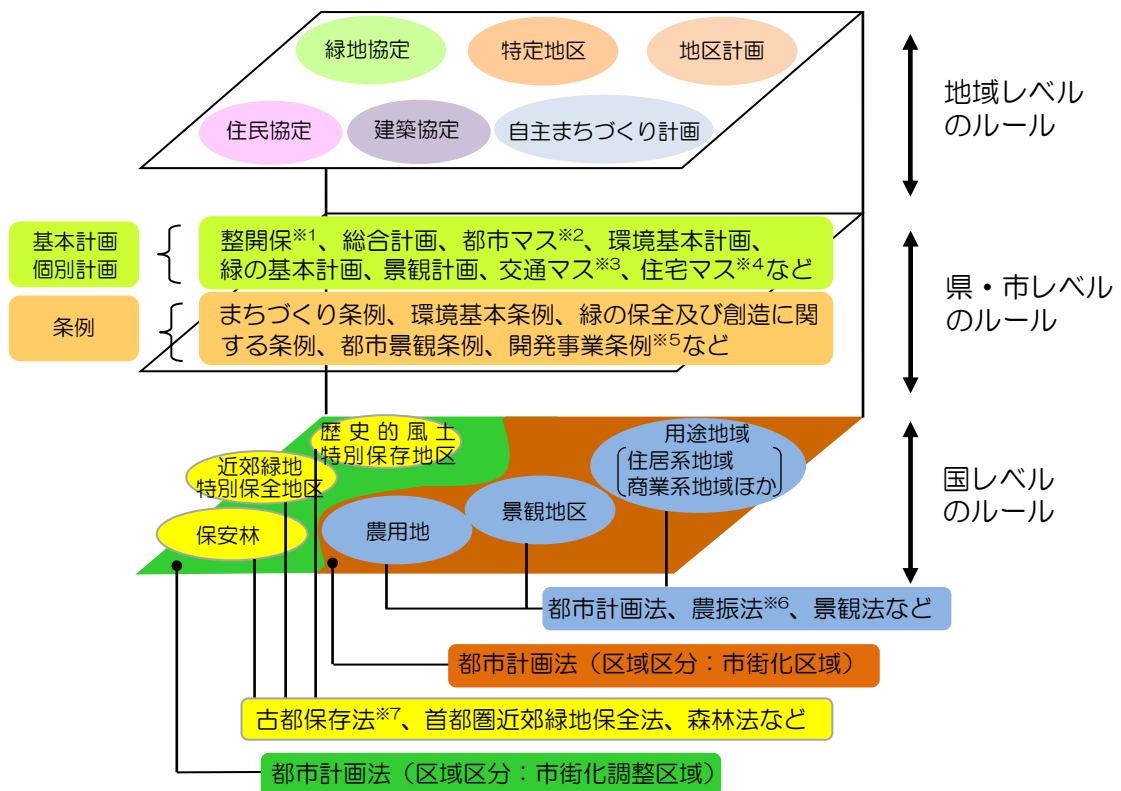 緑地協定
特定地区
地区計画
住民協定
建築協定
自主まちづくり計画
地域レベル
のルール
基本計画
個別計画
整開保※1、総合計画、都市マス※2、環境基本計画、
緑の基本計画、景観計画、交通マス※3、住宅マス※4など
条例
まちづくり条例、環境基本条例、緑の保全及び創造に関
する条例、都市景観条例、開発事業条例※5など
県・市レベル
のルール
歴史的風土
特別保存地区
近郊緑地
特別保全地区
保安林
農用地
景観地区
用途地域
住居系地域
商業系地域ほか
国レベル
のルール
都市計画法、農振法※6、景観法など
都市計画法（区域区分：市街化区域）
古都保存法※7、首都圏近郊緑地保全法、森林法など
都市計画法（区域区分：市街化調整区域）